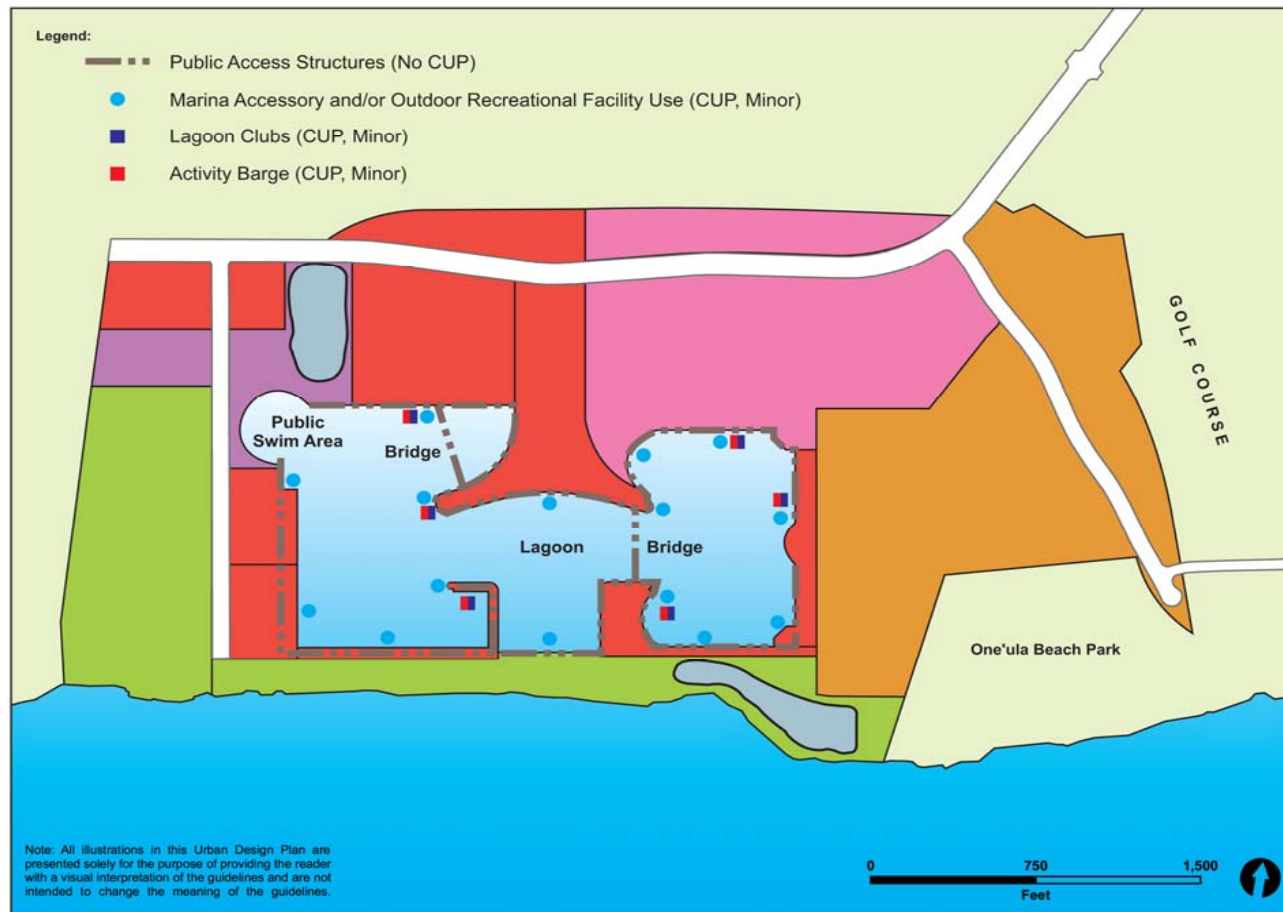 Legend:
Public Access Structures (No CUP)
Marina Accessory and/or Outdoor Recreational Facility Use (CUP, Minor)
Lagoon Clubs (CUP, Minor)
Activity Barge (CUP, Minor)
GOLF COURSE
Public
Swim Area
Bridge
Lagoon
Bridge
One'ula Beach Park
Note: All illustrations in this Urban Design Plan are
presented solely for the purpose of providing the reader
with a visual interpretation of the guidelines and are not
intended to change the meaning of the guidelines.
0 750 1,500
Feet